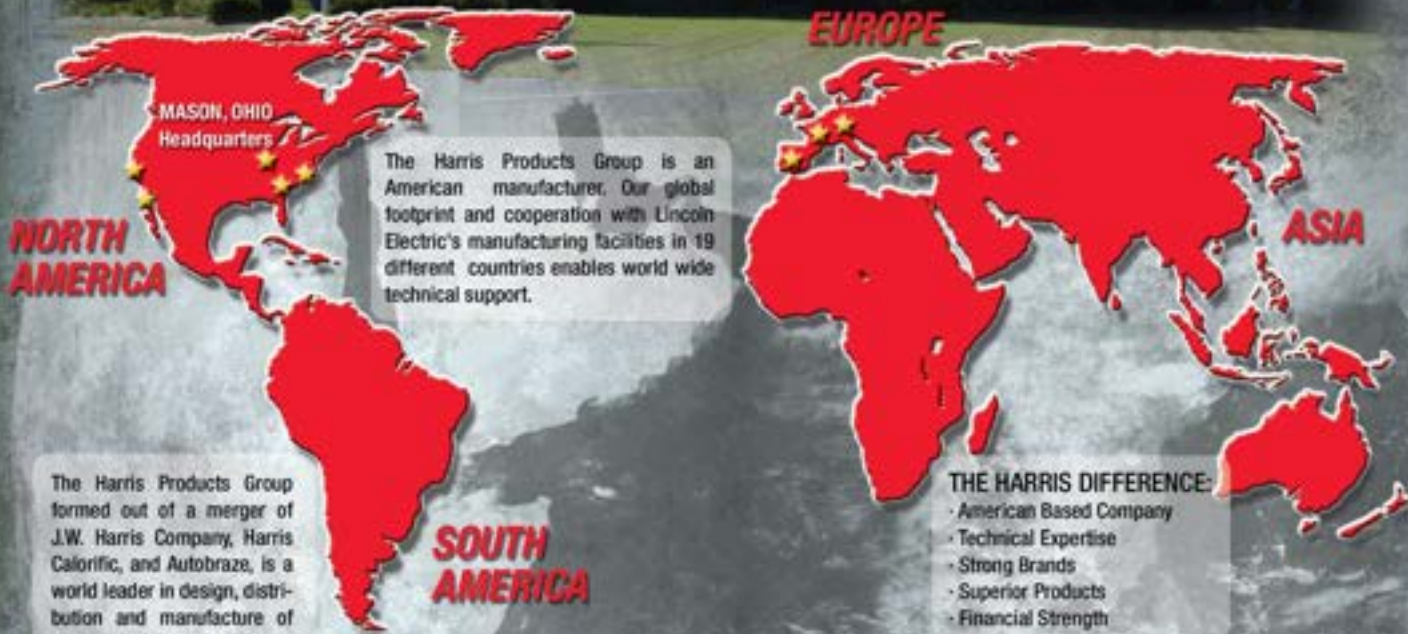 EUROPE
MASON, OHIO
Headquarters
The Harris Products Group is an
American manufacturer. Our global
footprint and cooperation with Lincoln
Electric's manufacturing facilities in 19
different countries enables world wide
technical support.
NORTH
AMERICA
ASIA
The Harris Products Group
formed out of a merger of
J.W. Harris Company, Harris
Calorific, and Autobraze, is a
world leader in design, distri-
bution and manufacture of
SOUTH
AMERICA
THE HARRIS DIFFERENCE:
· American Based Company
· Technical Expertise
· Strong Brands
· Superior Products
· Financial Strength